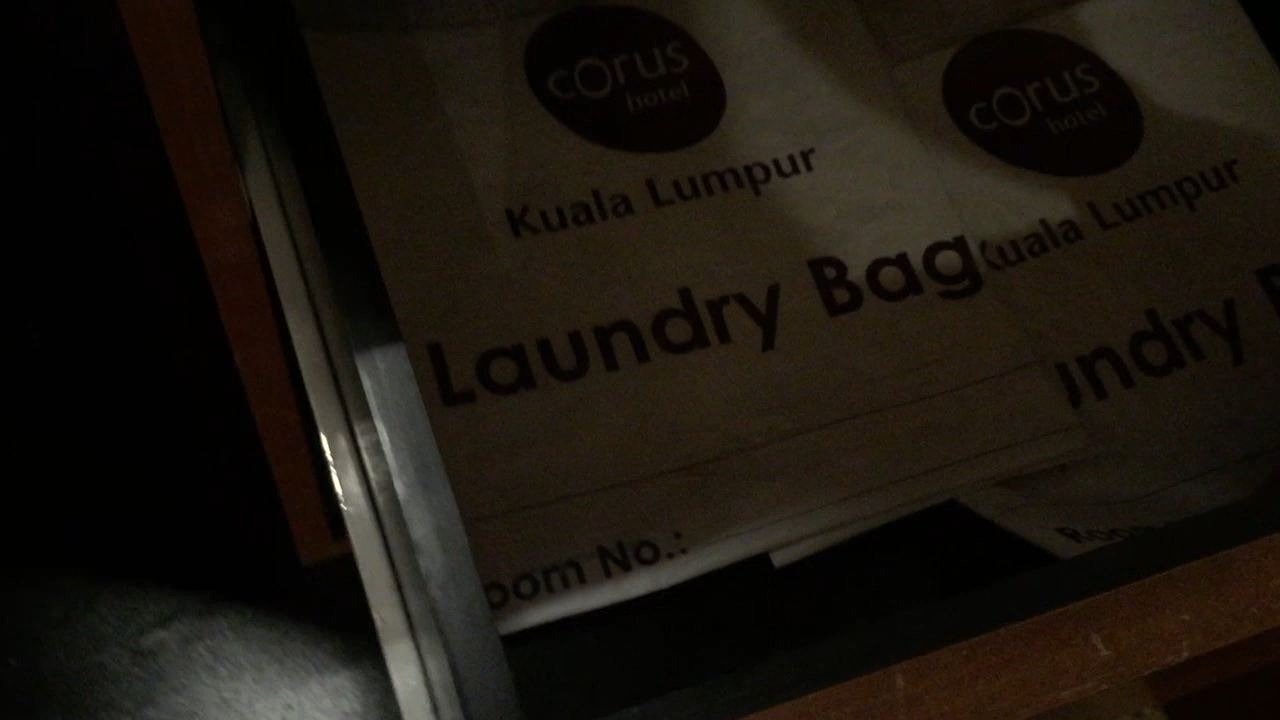 corus
hotel
Kuala Lumpur
Laundry Bag
oom No.:
corus
hotel
Kuala Lumpur
ndry